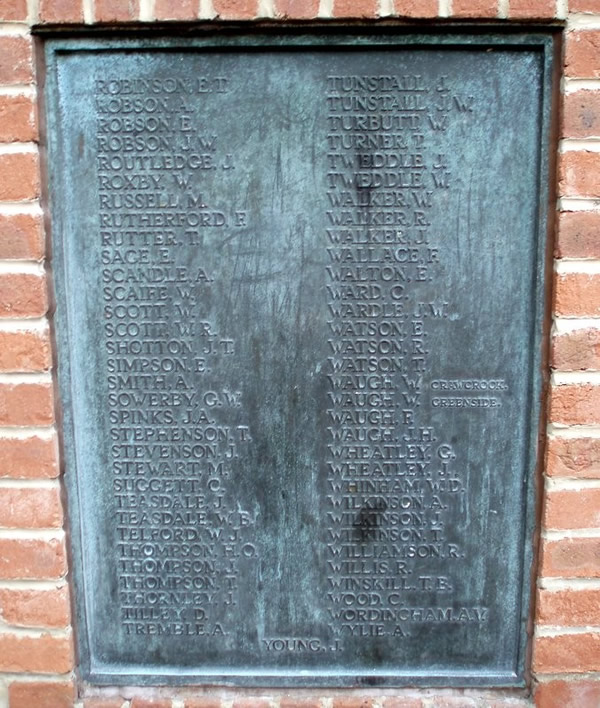 ROBINSON, E.T.
ROBSON, A.
ROBSON, E.
ROBSON, J.W.
ROUTLEDGE, J.
ROXBY, W.
RUSSELL, M.
RUTHERFORD, F.
RUTTER, T.
SAGE, E.
SCANDLE, A.
SCAIFE, W.
SCOTT, W.
SCOTT, W.R.
SHOTTON, J.T.
SIMPSON, E.
SMITH, A.
SOWERBY, G.W.
SPINKS, J.A.
STEPHENSON, T.
STEVENSON, J.
STEWART, M.
SUGGETT, C.
TEASDALE, J.
TEASDALE, W.B.
TELFORD, W.J.
THOMPSON, H.O.
THOMPSON, J.
THOMPSON, T.
THORNLEY, J.
TILLEY, D.
TREMBLE, A.
TUNSTALL, J.
TUNSTALL, J.W.
TURBUTT, W.
TURNER, T.
TWEDDLE, J.
TWEDDLE, W.
WALKER, W.
WALKER, R.
WALKER, J.
WALLACE, F.
WALTON, E.
WARD, C.
WARDLE, J.W.
WATSON, E.
WATSON, R.
WATSON, T.
WAUGH, W. CRAWCROOK.
WAUGH, W. GREENSIDE.
WAUGH, F.
WAUGH, J.H.
WHEATLEY, G.
WHEATLEY, J.
WHINHAM, W.D.
WILKINSON, A.
WILKINSON, J.
WILKINSON, T.
WILLIAMSON, R.
WILLIS, R.
WINSKILL, T.E.
WOOD, C.
WORDINGHAM, A.V.
WYLIE, A.
YOUNG, J.